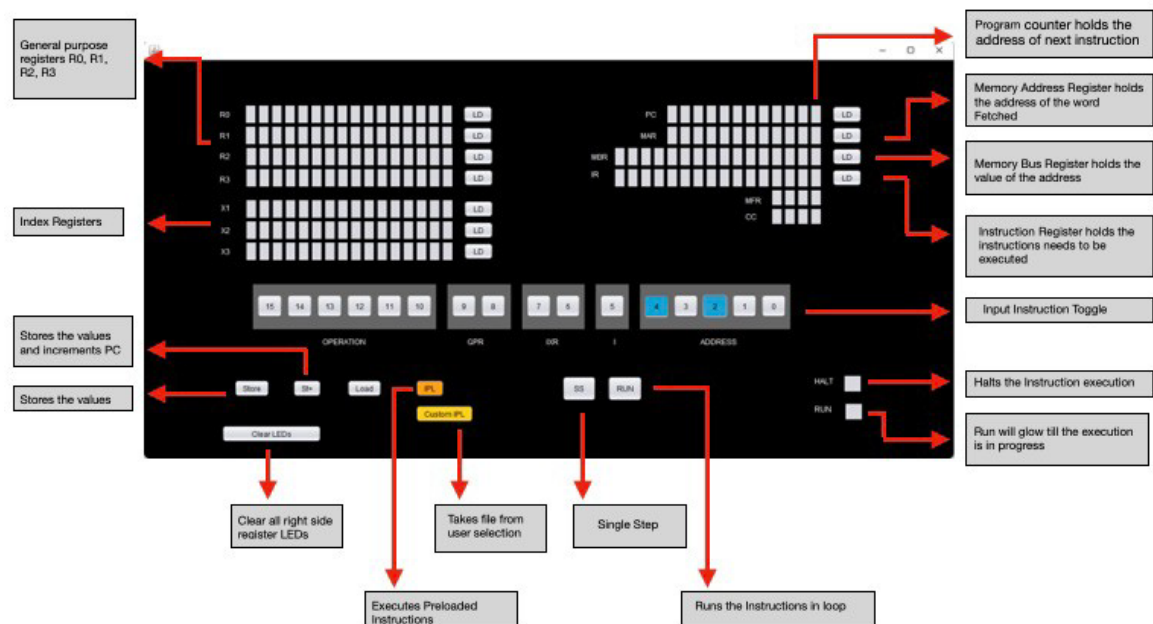 General purpose
registers R0, R1,
R2, R3
Index Registers
Stores the values
and increments PC
Stores the values
R0
R1
R2
R3
X1
X2
X3
LD
LD
LD
LD
LD
LD
LD
PC
MAR
MBR
IR
MFR
CC
LD
LD
LD
LD
15 14 13 12 11 10 9 8 7 6 5 4 3 2 1 0
OPERATION GPR IXR I ADDRESS
Store St+ Load IPL SS RUN
Custom IPL
Clear LEDs
HALT
RUN
Program counter holds the
address of next instruction
Memory Address Register holds
the address of the word
Fetched
Memory Bus Register holds the
value of the address
Instruction Register holds the
instructions needs to be
executed
Input Instruction Toggle
Halts the Instruction execution
Run will glow till the execution
is in progress
Clear all right side
register LEDs
Takes file from
user selection
Single Step
Executes Preloaded
Instructions
Runs the Instructions in loop